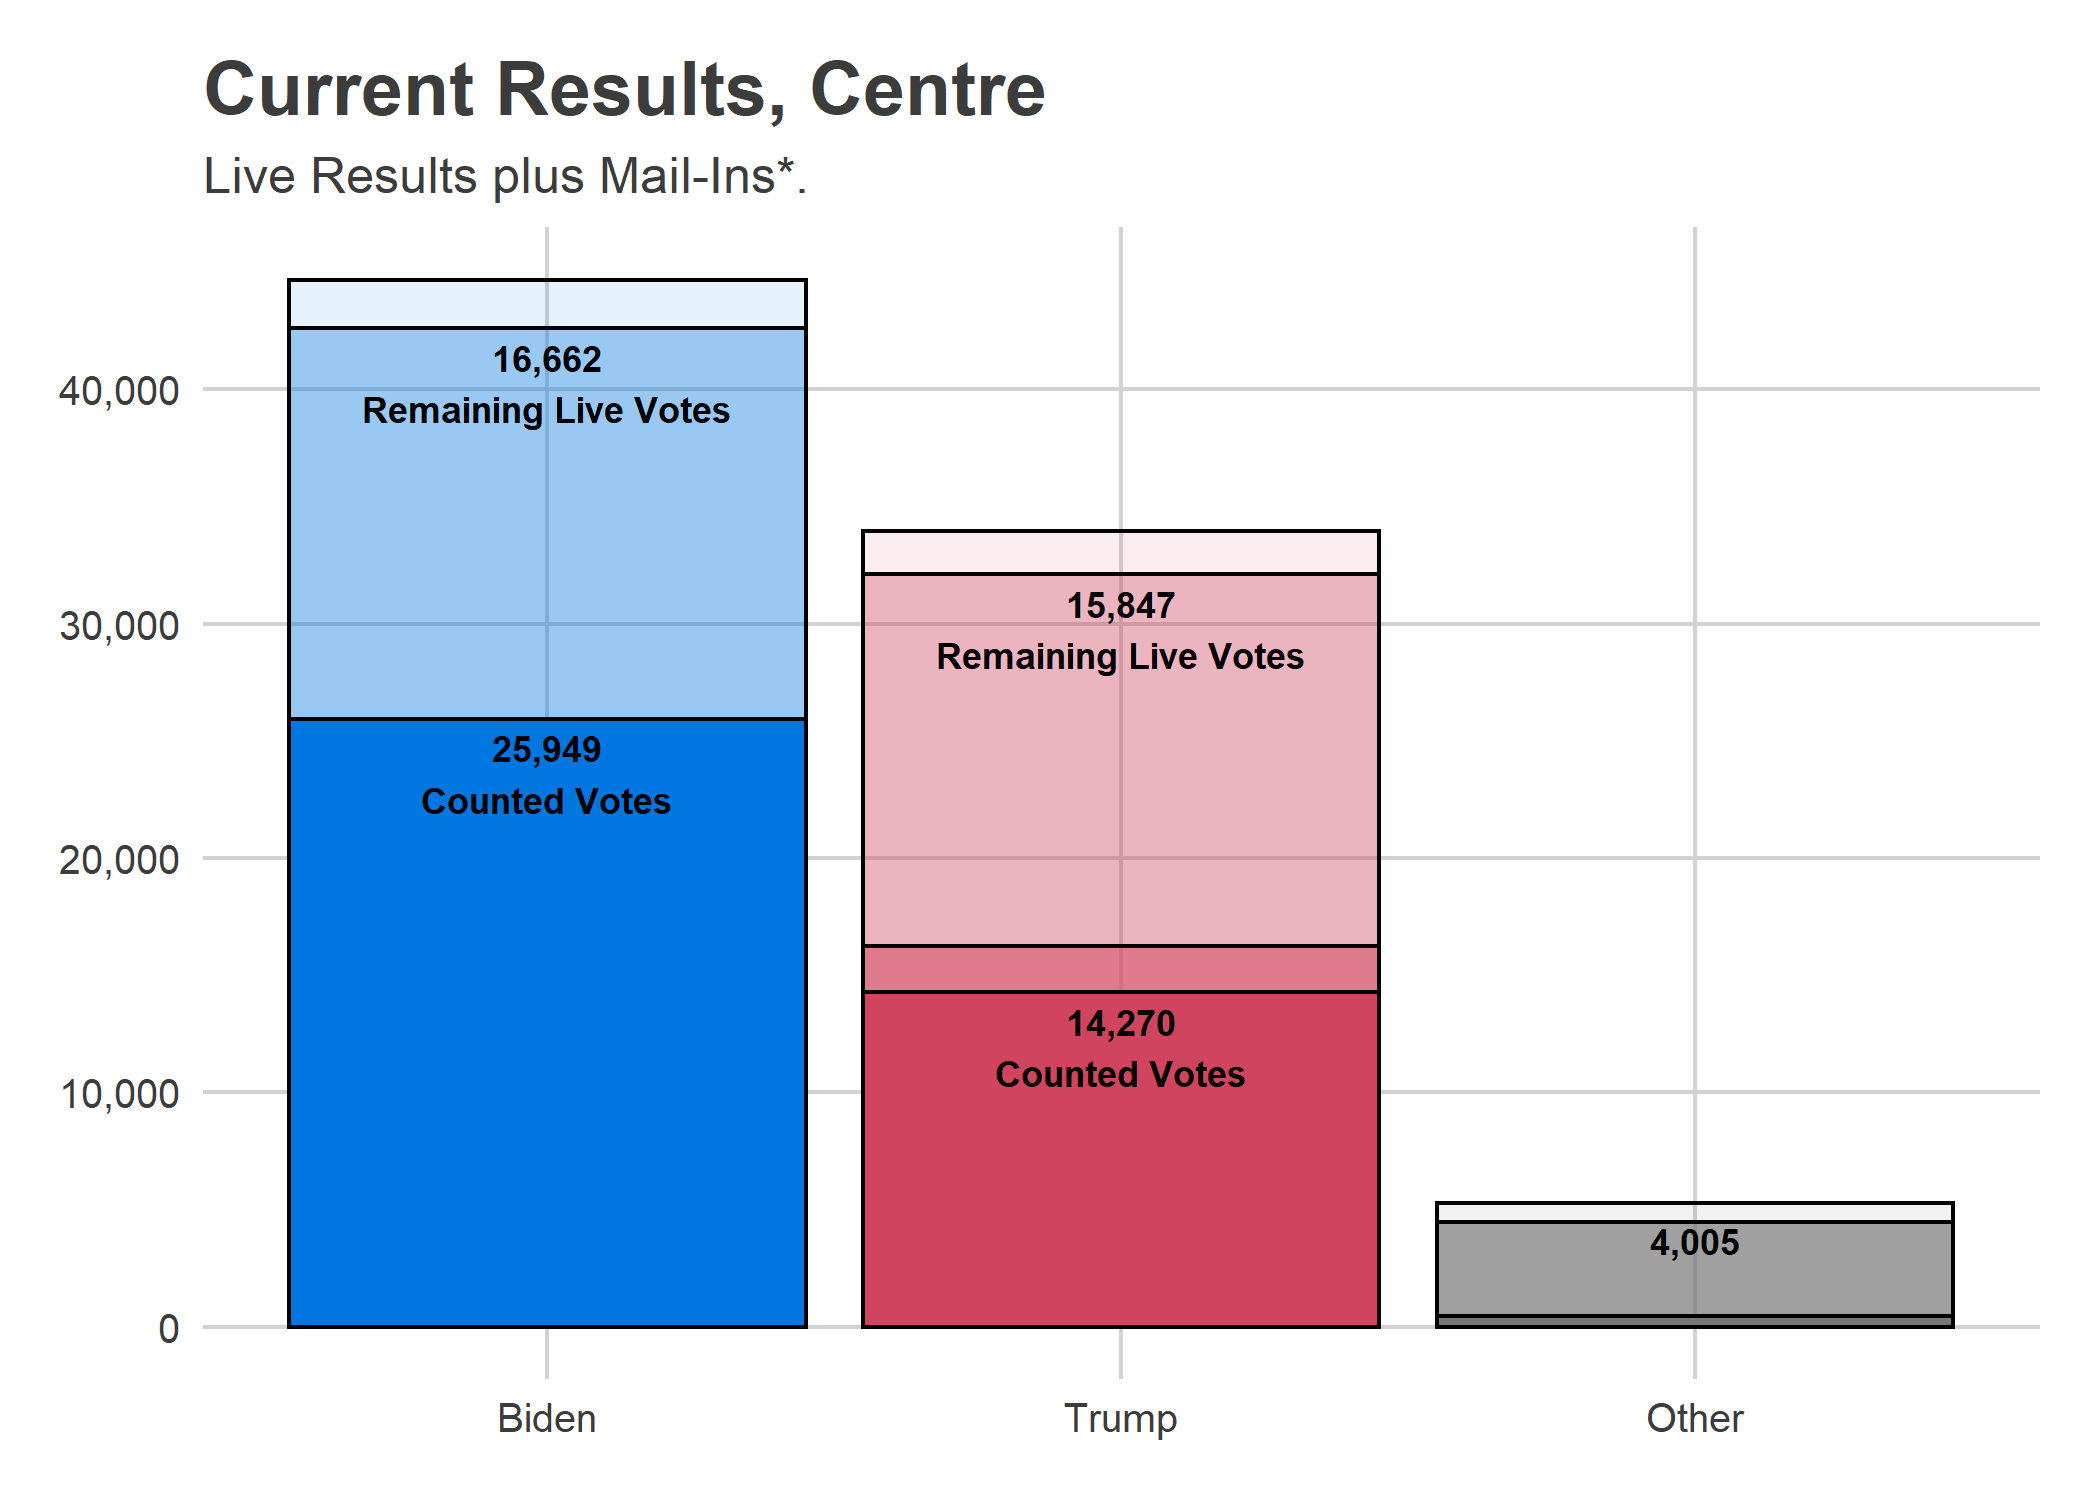 Current Results, Centre
Live Results plus Mail-Ins*.
40,000
30,000
20,000
10,000
0
16,662
Remaining Live Votes
25,949
Counted Votes
15,847
Remaining Live Votes
14,270
Counted Votes
4,005
Biden
Trump
Other